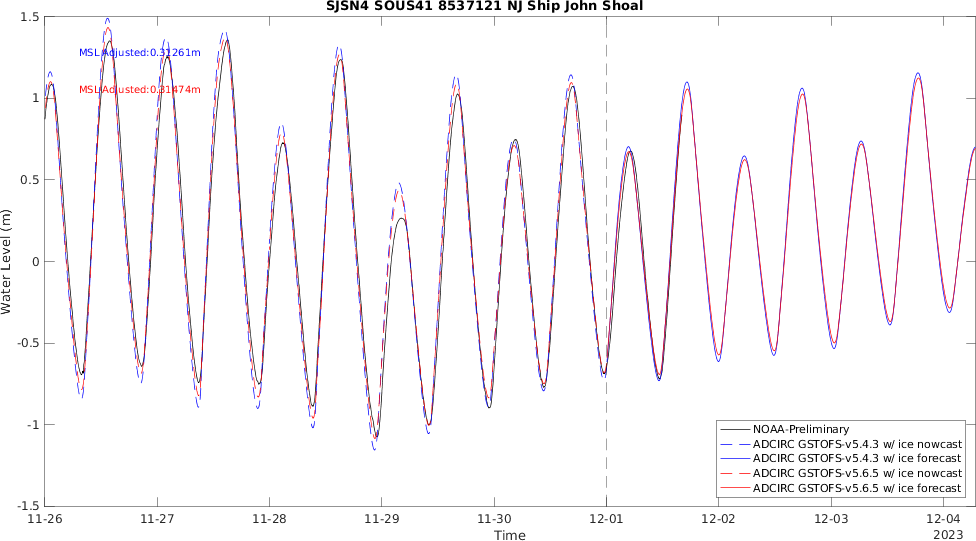 SJSN4 SOUS41 8537121 NJ Ship John Shoal
1.5
1
0.5
0
-0.5
-1
-1.5
Water Level (m)
MSL Adjusted:0.31261m
MSL Adjusted:0.31474m
NOAA-Preliminary
ADCIRC GSTOFS-v5.4.3 w/ ice nowcast
ADCIRC GSTOFS-v5.4.3 w/ ice forecast
ADCIRC GSTOFS-v5.6.5 w/ ice nowcast
ADCIRC GSTOFS-v5.6.5 w/ ice forecast
11-26 11-27 11-28 11-29 11-30 12-01 12-02 12-03 12-04
Time
2023